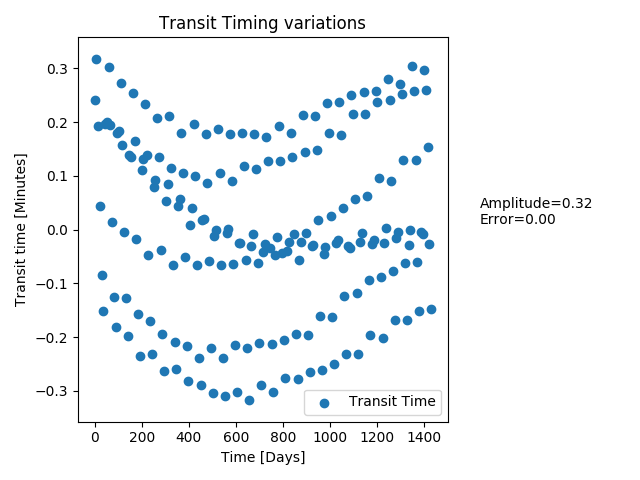 Transit Timing variations
Transit time [Minutes]
0.3
0.2
0.1
0.0
−0.1
−0.2
−0.3
Amplitude=0.32
Error=0.00
Transit Time
0 200 400 600 800 1000 1200 1400
Time [Days]